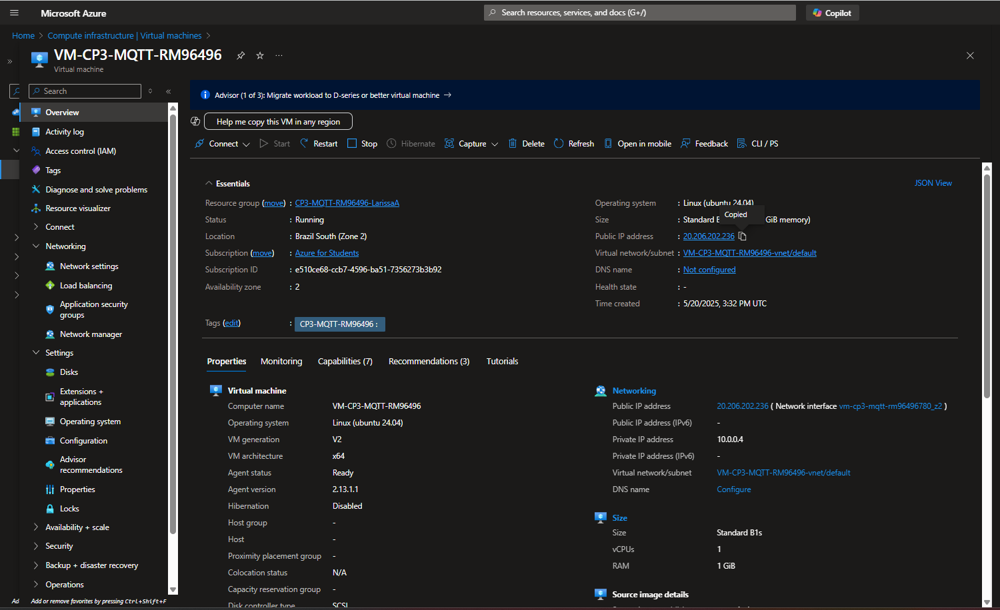 Microsoft Azure
Search resources, services, and docs (G+/)
Copilot
Home > Compute infrastructure | Virtual machines >
VM-CP3-MQTT-RM96496
Virtual machine
Search
Overview
Activity log
Access control (IAM)
Tags
Diagnose and solve problems
Resource visualizer
Connect
Networking
Network settings
Load balancing
Application security
groups
Network manager
Settings
Disks
Extensions +
applications
Operating system
Configuration
Advisor
recommendations
Properties
Locks
Availability + scale
Security
Backup + disaster recovery
Operations
Ad
Add or remove favorites by pressing Ctrl+Shift+F
Advisor (1 of 3): Migrate workload to D-series or better virtual machine →
Help me copy this VM in any region
Connect Start Restart Stop Hibernate Capture Delete Refresh Open in mobile Feedback CLI / PS
Essentials
JSON View
Resource group (move) : CP3-MQTT-RM96496-LarissaA
Status : Running
Location : Brazil South (Zone 2)
Subscription (move) : Azure for Students
Subscription ID : e510ce68-ccb7-4596-ba51-7356273b3b92
Availability zone : 2
Operating system : Linux (ubuntu 24.04)
Copied
Size : Standard GiB memory)
Public IP address : 20.206.202.236
Virtual network/subnet : VM-CP3-MQTT-RM96496-vnet/default
DNS name : Not configured
Health state : -
Time created : 5/20/2025, 3:32 PM UTC
Tags (edit) : CP3-MQTT-RM96496 :
Properties Monitoring Capabilities (7) Recommendations (3) Tutorials
Virtual machine
Computer name VM-CP3-MQTT-RM96496
Operating system Linux (ubuntu 24.04)
VM generation V2
VM architecture x64
Agent status Ready
Agent version 2.13.1.1
Hibernation Disabled
Host group -
Host -
Proximity placement group -
Colocation status N/A
Capacity reservation group -
Disk controller type SCSI
Networking
Public IP address 20.206.202.236 ( Network interface vm-cp3-mqtt-rm96496780_z2 )
Public IP address (IPv6) -
Private IP address 10.0.0.4
Private IP address (IPv6) -
Virtual network/subnet VM-CP3-MQTT-RM96496-vnet/default
DNS name Configure
Size
Size Standard B1s
vCPUs 1
RAM 1 GiB
Source image details